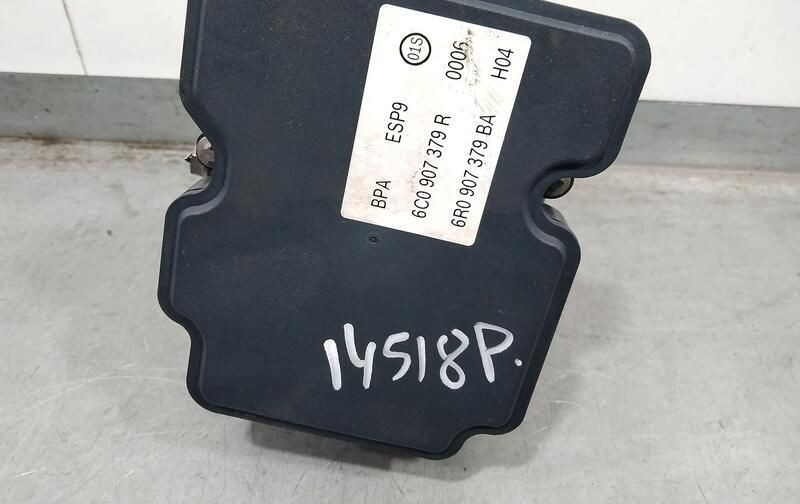 BPA ESP9 01S
6C0 907 379 R 0006
6R0 907 379 BA H04
14518P.